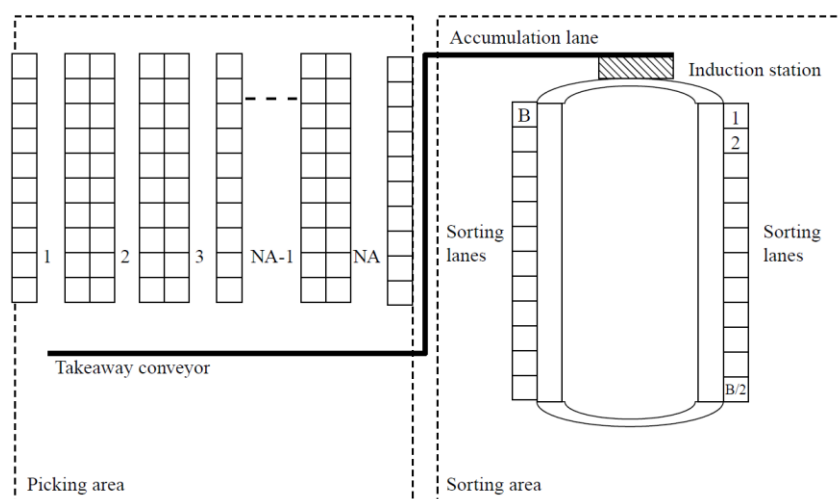 Accumulation lane
Induction station
B
1
2
1
2
3
NA-1
NA
Sorting
lanes
Sorting
lanes
Takeaway conveyor
B/2
Picking area
Sorting area